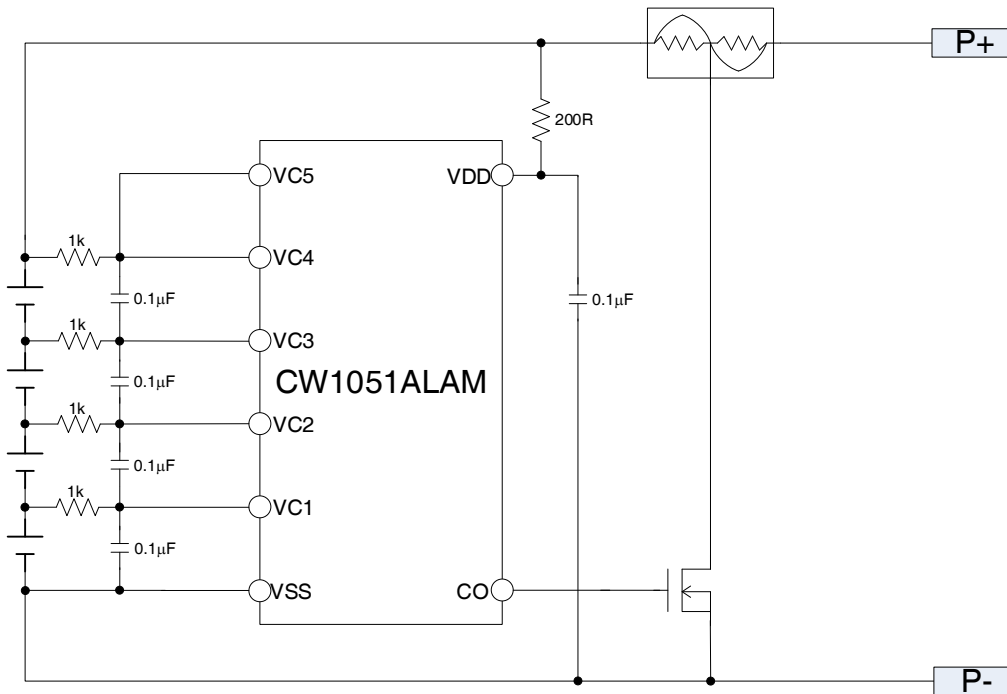 P+
200R
VC5
VDD
1k
VC4
0.1μF
0.1μF
1k
VC3
CW1051ALAM
0.1μF
1k
VC2
0.1μF
1k
VC1
0.1μF
VSS
CO
P-